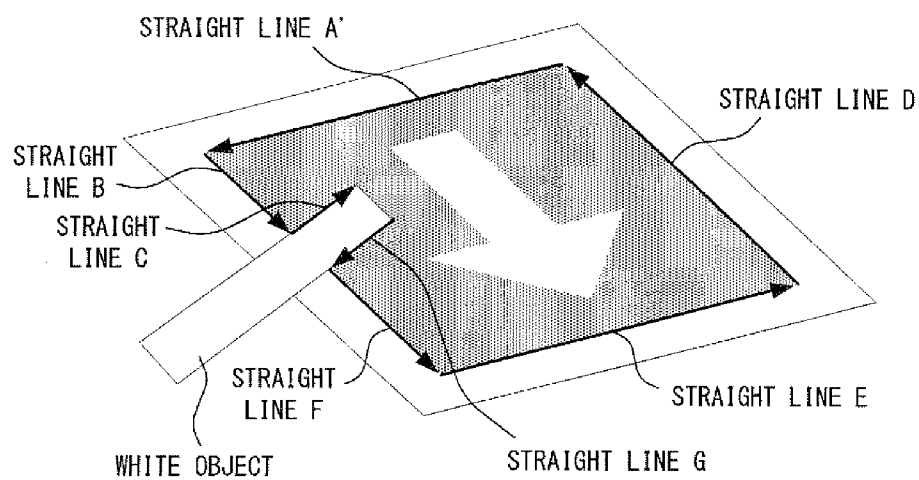 STRAIGHT LINE A'
STRAIGHT LINE D
STRAIGHT
LINE B
STRAIGHT
LINE C
STRAIGHT
LINE F
STRAIGHT LINE E
WHITE OBJECT
STRAIGHT LINE G